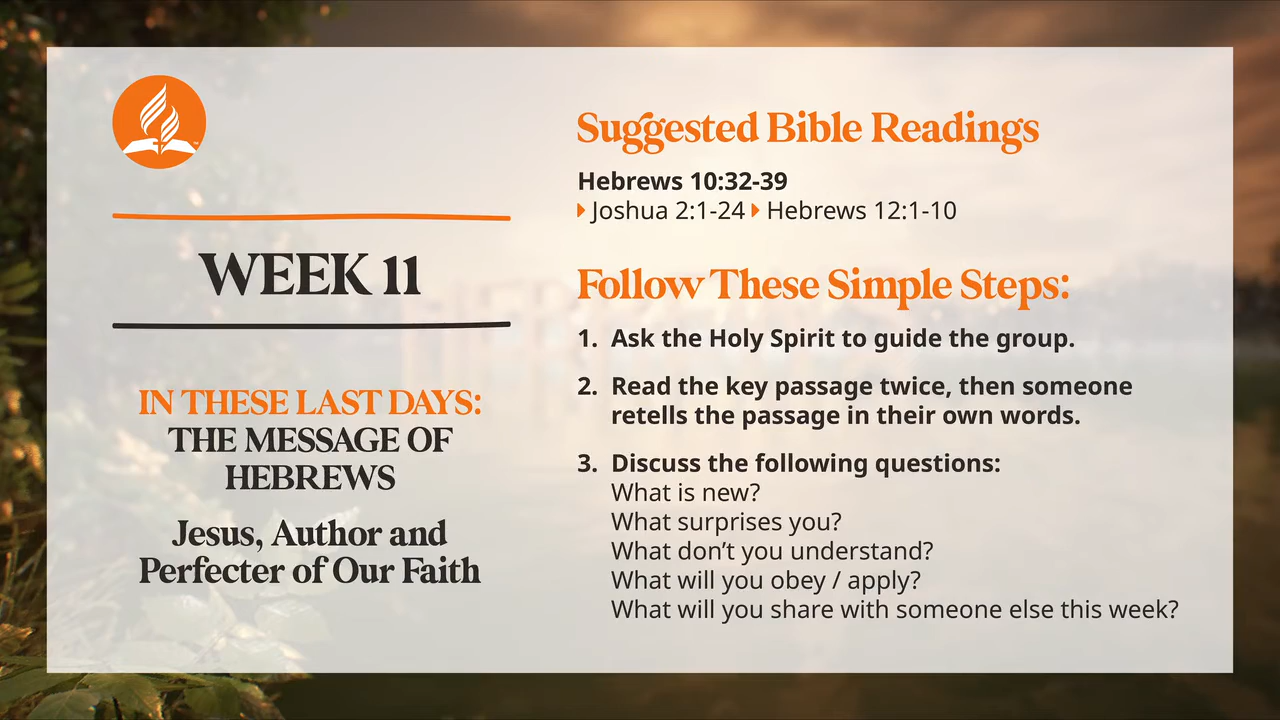 WEEK 11
IN THESE LAST DAYS:
THE MESSAGE OF
HEBREWS
Jesus, Author and
Perfecter of Our Faith
Suggested Bible Readings
Hebrews 10:32-39
Joshua 2:1-24 Hebrews 12:1-10
Follow These Simple Steps:
1. Ask the Holy Spirit to guide the group.
2. Read the key passage twice, then someone
retells the passage in their own words.
3. Discuss the following questions:
What is new?
What surprises you?
What don’t you understand?
What will you obey / apply?
What will you share with someone else this week?